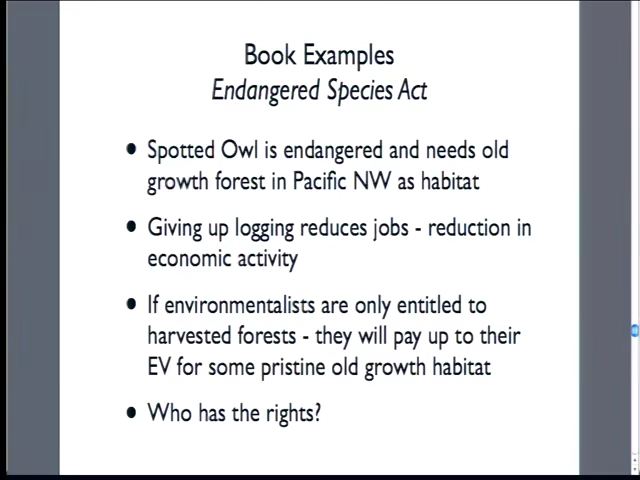 Book Examples
Endangered Species Act
• Spotted Owl is endangered and needs old
growth forest in Pacific NW as habitat
• Giving up logging reduces jobs - reduction in
economic activity
• If environmentalists are only entitled to
harvested forests - they will pay up to their
EV for some pristine old growth habitat
• Who has the rights?